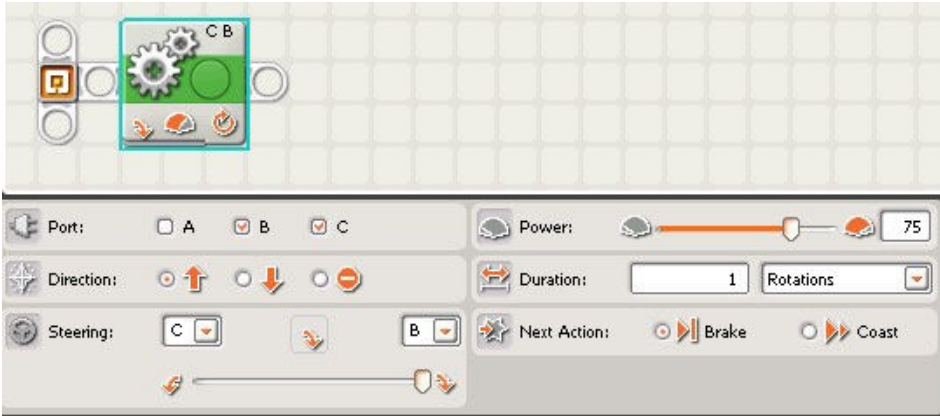 C B
Port: A B C
Power: 75
Direction:
Duration: 1 Rotations
Steering: C B
Next Action: Brake Coast